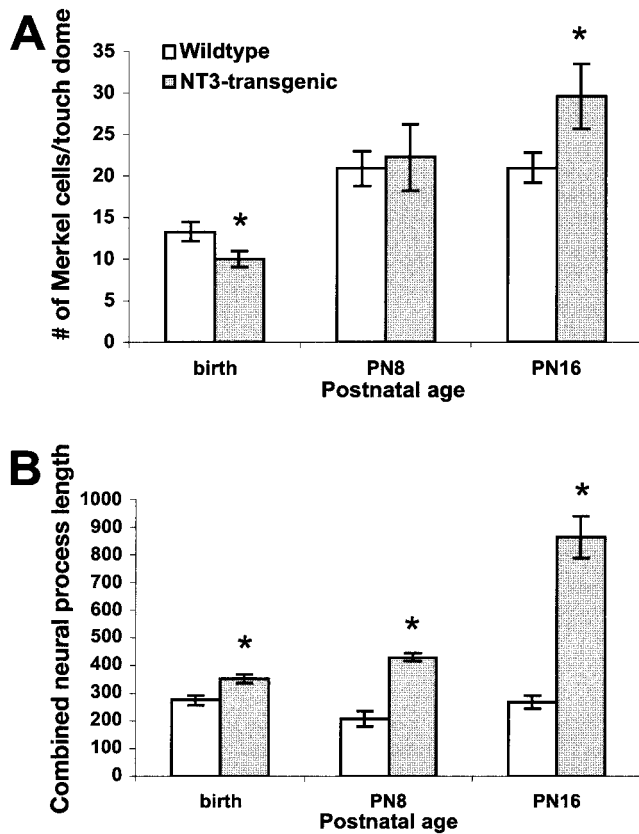 A
# of Merkel cells/touch dome
35
30
25
20
15
10
5
0
Wildtype
NT3-transgenic
*
*
birth PN8 PN16
Postnatal age
B
Combined neural process length
1000
900
800
700
600
500
400
300
200
100
0
*
*
*
birth PN8 PN16
Postnatal age